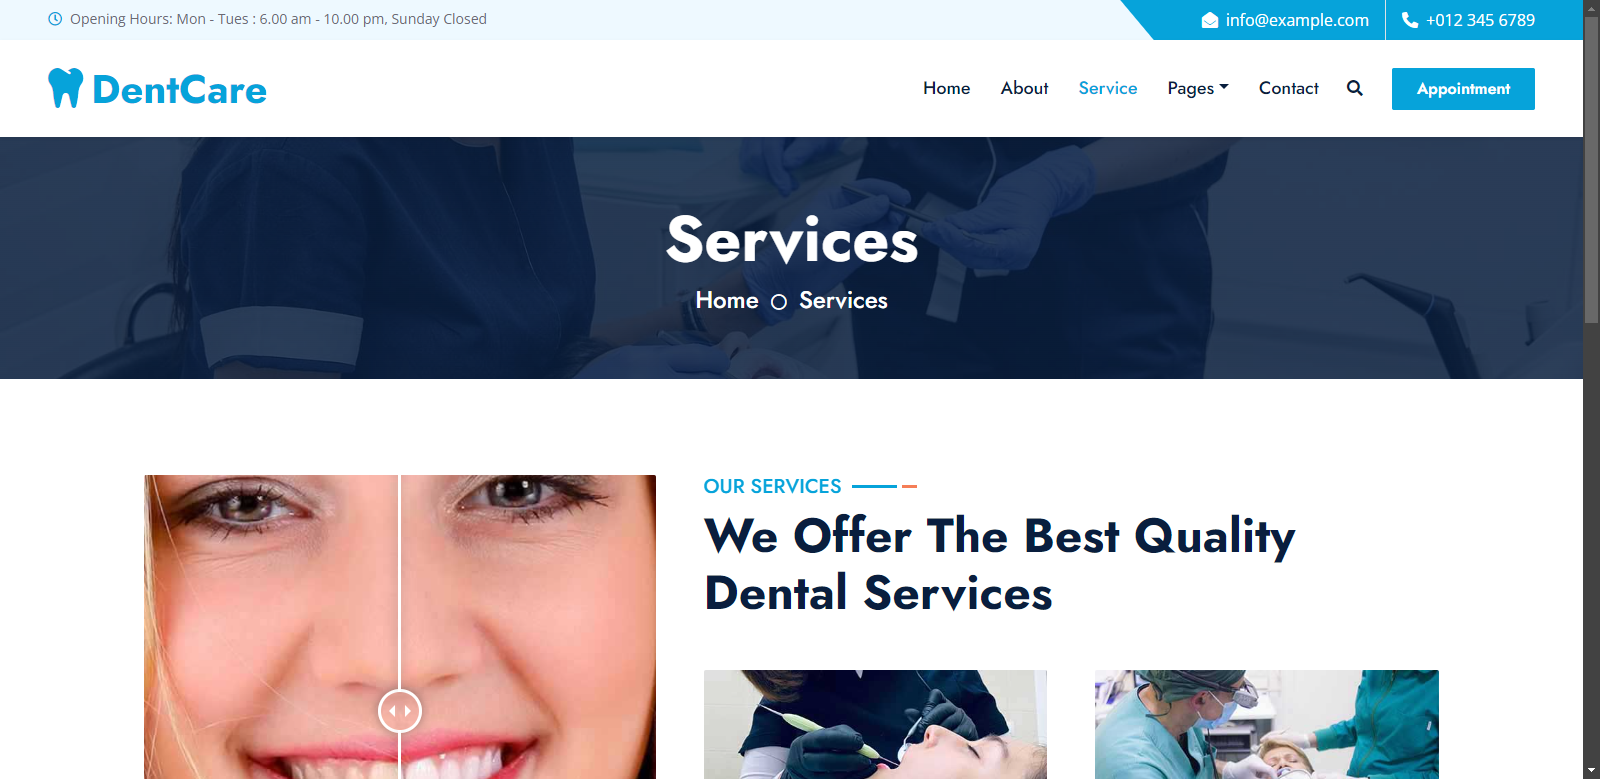 Opening Hours: Mon - Tues : 6.00 am - 10.00 pm, Sunday Closed
info@example.com
+012 345 6789
DentCare
Home
About
Service
Pages
Contact
Appointment
Services
Home
Services
OUR SERVICES
We Offer The Best Quality
Dental Services